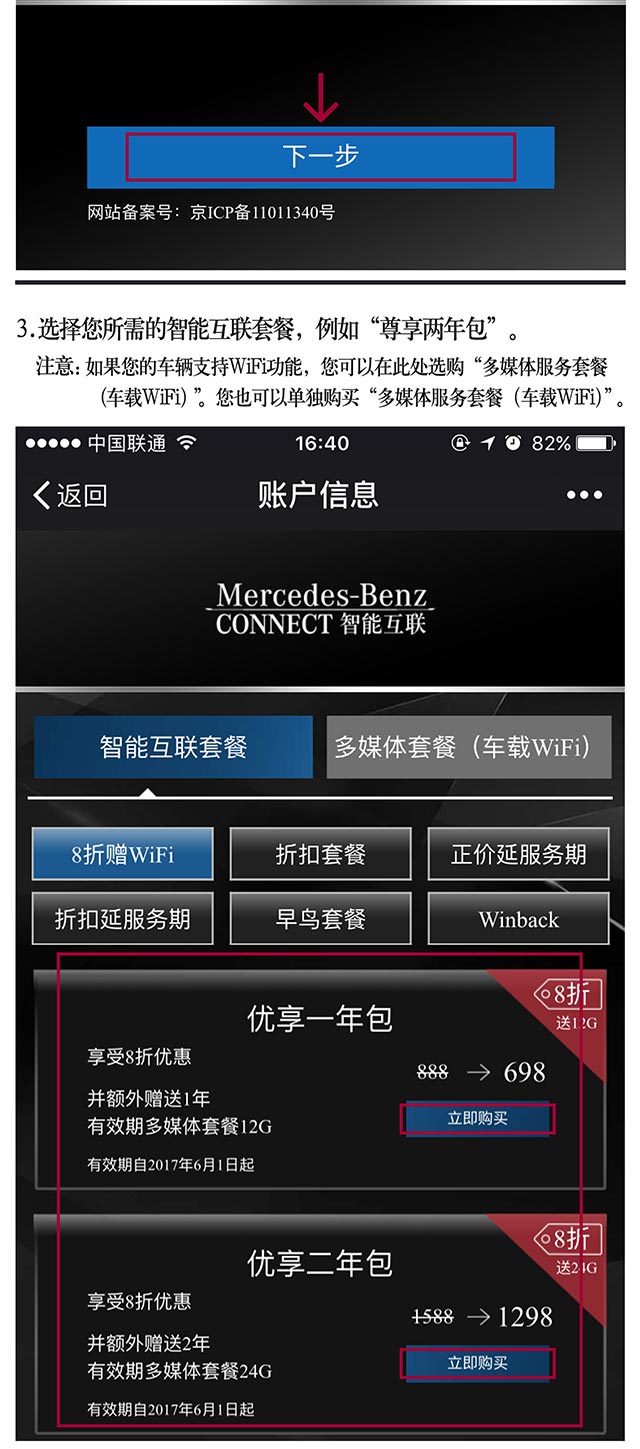 下一步
网站备案号：京ICP备11011340号
3.选择您所需的智能互联套餐，例如“尊享两年包”。
注意：如果您的车辆支持WiFi功能，您可以在此处选购“多媒体服务套餐
（车载WiFi）”。您也可以单独购买“多媒体服务套餐（车载WiFi）”。
中国联通 16:40 82%
返回 账户信息
Mercedes-Benz
CONNECT 智能互联
智能互联套餐 多媒体套餐（车载WiFi）
8折赠WiFi 折扣套餐 正价延服务期
折扣延服务期 早鸟套餐 Winback
8折
优享一年包
送12G
享受8折优惠
888 → 698
并额外赠送1年
立即购买
有效期多媒体套餐12G
有效期自2017年6月1日起
8折
优享二年包
送24G
享受8折优惠
1588 → 1298
并额外赠送2年
立即购买
有效期多媒体套餐24G
有效期自2017年6月1日起